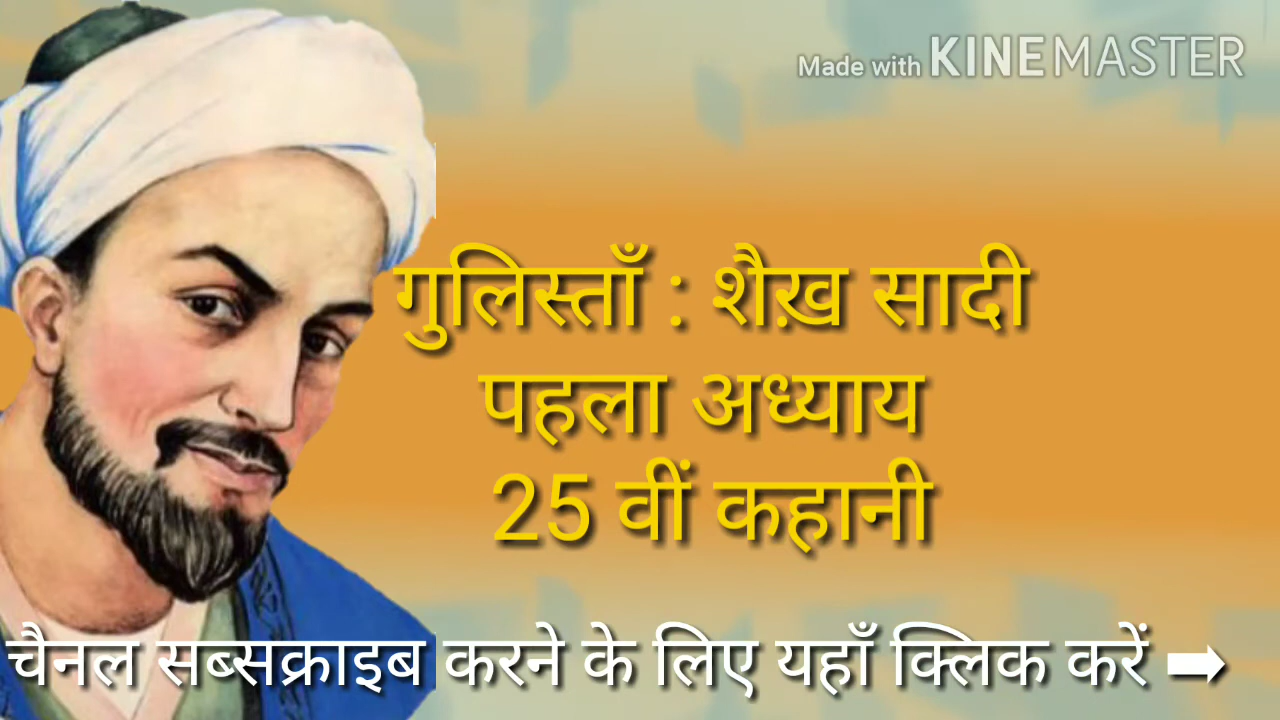 Made with KINEMASTER
गुलिस्ताँ : शैख़ सादी
पहला अध्याय
25 वीं कहानी
चैनल सब्सक्राइब करने के लिए यहाँ क्लिक करें ➡